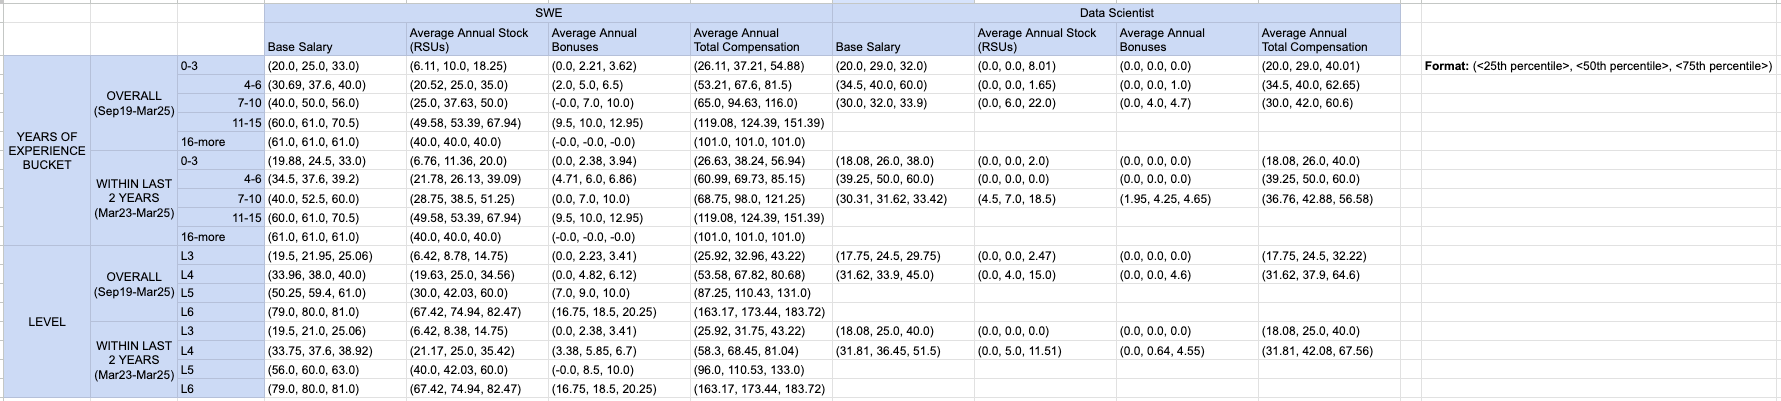 SWE Data Scientist
Base Salary Average Annual Stock (RSUs) Average Annual Bonuses Average Annual Total Compensation Base Salary Average Annual Stock (RSUs) Average Annual Bonuses Average Annual Total Compensation
YEARS OF EXPERIENCE BUCKET
OVERALL (Sep19-Mar25)
0-3 (20.0, 25.0, 33.0) (6.11, 10.0, 18.25) (0.0, 2.21, 3.62) (26.11, 37.21, 54.88) (20.0, 29.0, 32.0) (0.0, 0.0, 8.01) (0.0, 0.0, 0.0) (20.0, 29.0, 40.01) Format: (<25th percentile>, <50th percentile>, <75th percentile>)
4-6 (30.69, 37.6, 40.0) (20.52, 25.0, 35.0) (2.0, 5.0, 6.5) (53.21, 67.6, 81.5) (34.5, 40.0, 60.0) (0.0, 0.0, 1.65) (0.0, 0.0, 1.0) (34.5, 40.0, 62.65)
7-10 (40.0, 50.0, 56.0) (25.0, 37.63, 50.0) (-0.0, 7.0, 10.0) (65.0, 94.63, 116.0) (30.0, 32.0, 33.9) (0.0, 6.0, 22.0) (0.0, 4.0, 4.7) (30.0, 42.0, 60.6)
11-15 (60.0, 61.0, 70.5) (49.58, 53.39, 67.94) (9.5, 10.0, 12.95) (119.08, 124.39, 151.39)
16-more (61.0, 61.0, 61.0) (40.0, 40.0, 40.0) (-0.0, -0.0, -0.0) (101.0, 101.0, 101.0)
WITHIN LAST 2 YEARS (Mar23-Mar25)
0-3 (19.88, 24.5, 33.0) (6.76, 11.36, 20.0) (0.0, 2.38, 3.94) (26.63, 38.24, 56.94) (18.08, 26.0, 38.0) (0.0, 0.0, 2.0) (0.0, 0.0, 0.0) (18.08, 26.0, 40.0)
4-6 (34.5, 37.6, 39.2) (21.78, 26.13, 39.09) (4.71, 6.0, 6.86) (60.99, 69.73, 85.15) (39.25, 50.0, 60.0) (0.0, 0.0, 0.0) (0.0, 0.0, 0.0) (39.25, 50.0, 60.0)
7-10 (40.0, 52.5, 60.0) (28.75, 38.5, 51.25) (0.0, 7.0, 10.0) (68.75, 98.0, 121.25) (30.31, 31.62, 33.42) (4.5, 7.0, 18.5) (1.95, 4.25, 4.65) (36.76, 42.88, 56.58)
11-15 (60.0, 61.0, 70.5) (49.58, 53.39, 67.94) (9.5, 10.0, 12.95) (119.08, 124.39, 151.39)
16-more (61.0, 61.0, 61.0) (40.0, 40.0, 40.0) (-0.0, -0.0, -0.0) (101.0, 101.0, 101.0)
LEVEL
OVERALL (Sep19-Mar25)
L3 (19.5, 21.95, 25.06) (6.42, 8.78, 14.75) (0.0, 2.23, 3.41) (25.92, 32.96, 43.22) (17.75, 24.5, 29.75) (0.0, 0.0, 2.47) (0.0, 0.0, 0.0) (17.75, 24.5, 32.22)
L4 (33.96, 38.0, 40.0) (19.63, 25.0, 34.56) (0.0, 4.82, 6.12) (53.58, 67.82, 80.68) (31.62, 33.9, 45.0) (0.0, 4.0, 15.0) (0.0, 0.0, 4.6) (31.62, 37.9, 64.6)
L5 (50.25, 59.4, 61.0) (30.0, 42.03, 60.0) (7.0, 9.0, 10.0) (87.25, 110.43, 131.0)
L6 (79.0, 80.0, 81.0) (67.42, 74.94, 82.47) (16.75, 18.5, 20.25) (163.17, 173.44, 183.72)
WITHIN LAST 2 YEARS (Mar23-Mar25)
L3 (19.5, 21.0, 25.06) (6.42, 8.38, 14.75) (0.0, 2.38, 3.41) (25.92, 31.75, 43.22) (18.08, 25.0, 40.0) (0.0, 0.0, 0.0) (0.0, 0.0, 0.0) (18.08, 25.0, 40.0)
L4 (33.75, 37.6, 38.92) (21.17, 25.0, 35.42) (3.38, 5.85, 6.7) (58.3, 68.45, 81.04) (31.81, 36.45, 51.5) (0.0, 5.0, 11.51) (0.0, 0.64, 4.55) (31.81, 42.08, 67.56)
L5 (56.0, 60.0, 63.0) (40.0, 42.03, 60.0) (-0.0, 8.5, 10.0) (96.0, 110.53, 133.0)
L6 (79.0, 80.0, 81.0) (67.42, 74.94, 82.47) (16.75, 18.5, 20.25) (163.17, 173.44, 183.72)